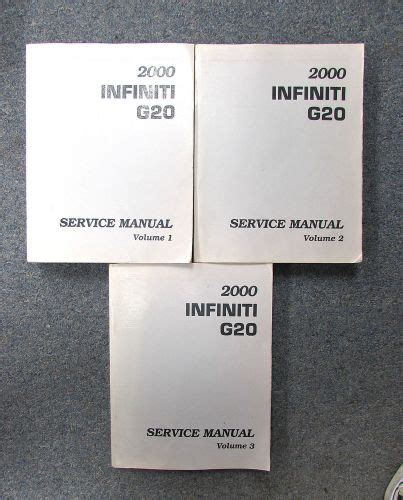 2000
INFINITI
G20
SERVICE MANUAL
Volume 1
2000
INFINITI
G20
SERVICE MANUAL
Volume 2
2000
INFINITI
G20
SERVICE MANUAL
Volume 3